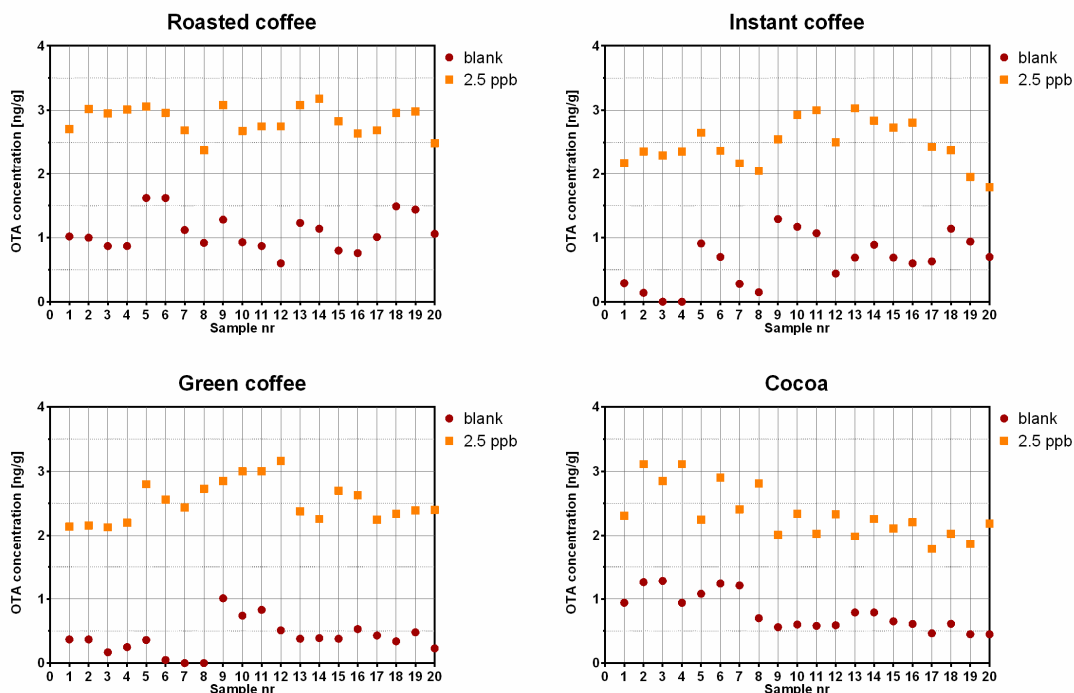 Roasted coffee
OTA concentration [ng/g]
4
3
2
1
0
0 1 2 3 4 5 6 7 8 9 10 11 12 13 14 15 16 17 18 19 20
Sample nr
blank
2.5 ppb
Instant coffee
OTA concentration [ng/g]
4
3
2
1
0
0 1 2 3 4 5 6 7 8 9 10 11 12 13 14 15 16 17 18 19 20
Sample nr
blank
2.5 ppb
Green coffee
OTA concentration [ng/g]
4
3
2
1
0
0 1 2 3 4 5 6 7 8 9 10 11 12 13 14 15 16 17 18 19 20
Sample nr
blank
2.5 ppb
Cocoa
OTA concentration [ng/g]
4
3
2
1
0
0 1 2 3 4 5 6 7 8 9 10 11 12 13 14 15 16 17 18 19 20
Sample nr
blank
2.5 ppb